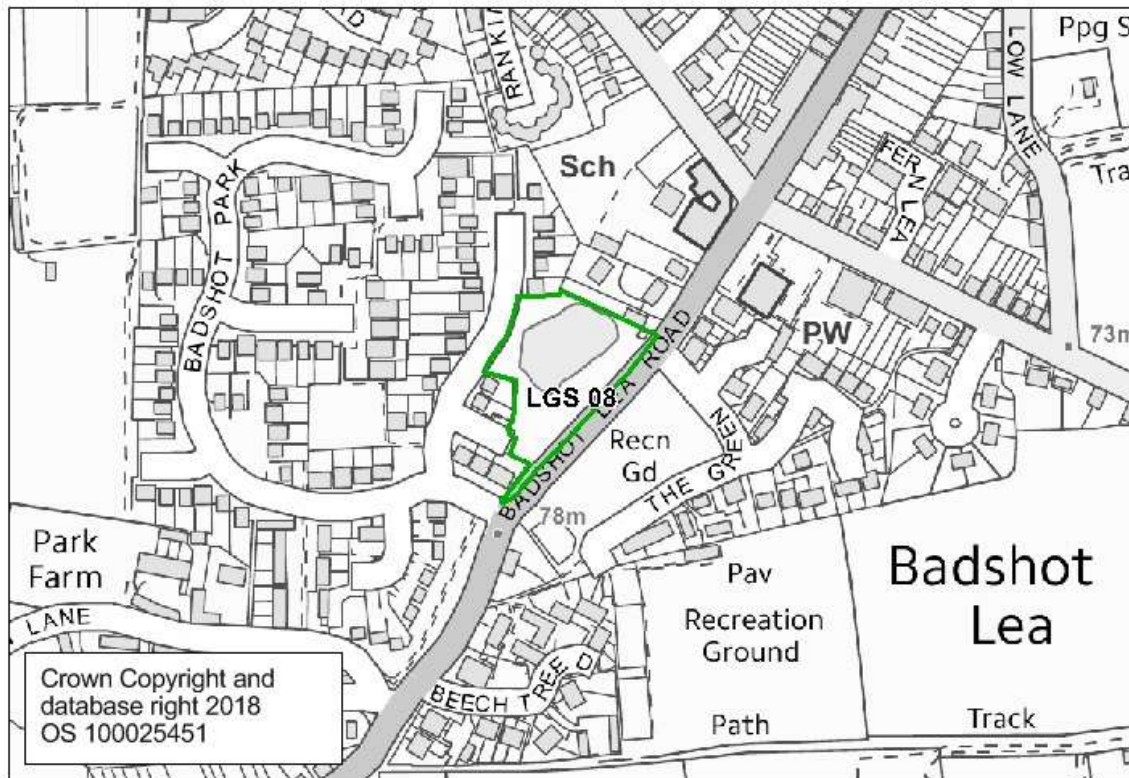 RANKI
Ppg S
LOW LANE
Sch
FERN LEA
Tra
BADSHOT PARK
PW
73m
LGS 08
BADSHOT LEA ROAD
Recn
Gd
THE GREEN
78m
Park
Farm
LANE
Pav
Recreation
Ground
Badshot
Lea
BEECH TREE D
Path
Track
Crown Copyright and
database right 2018
OS 100025451